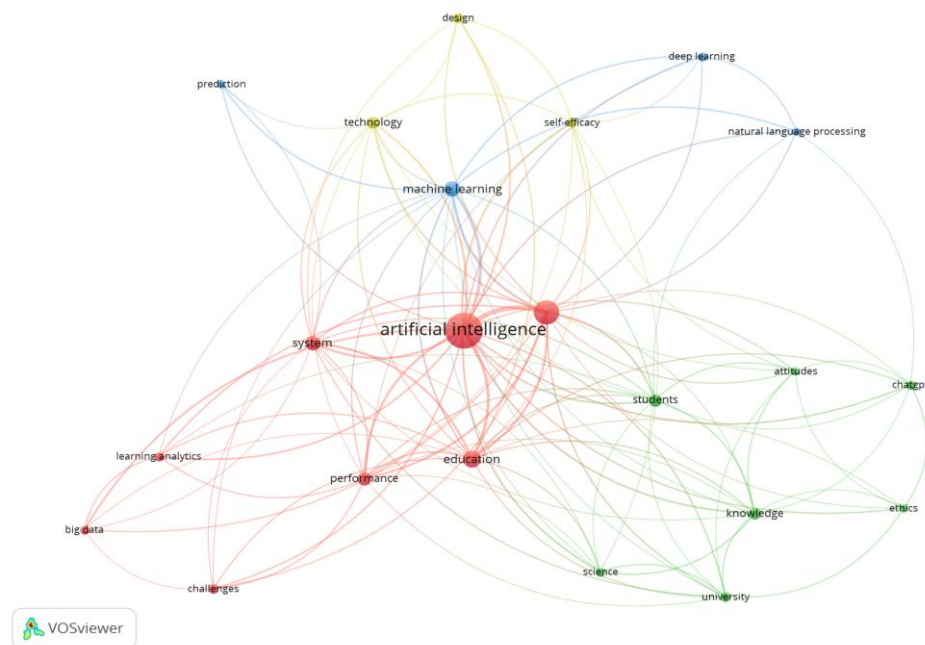 design
deep learning
prediction
technology
self-efficacy
natural language processing
machine learning
artificial intelligence
system
attitudes
chatgp
students
learning analytics
education
performance
knowledge
ethics
big data
science
challenges
university
VOSviewer